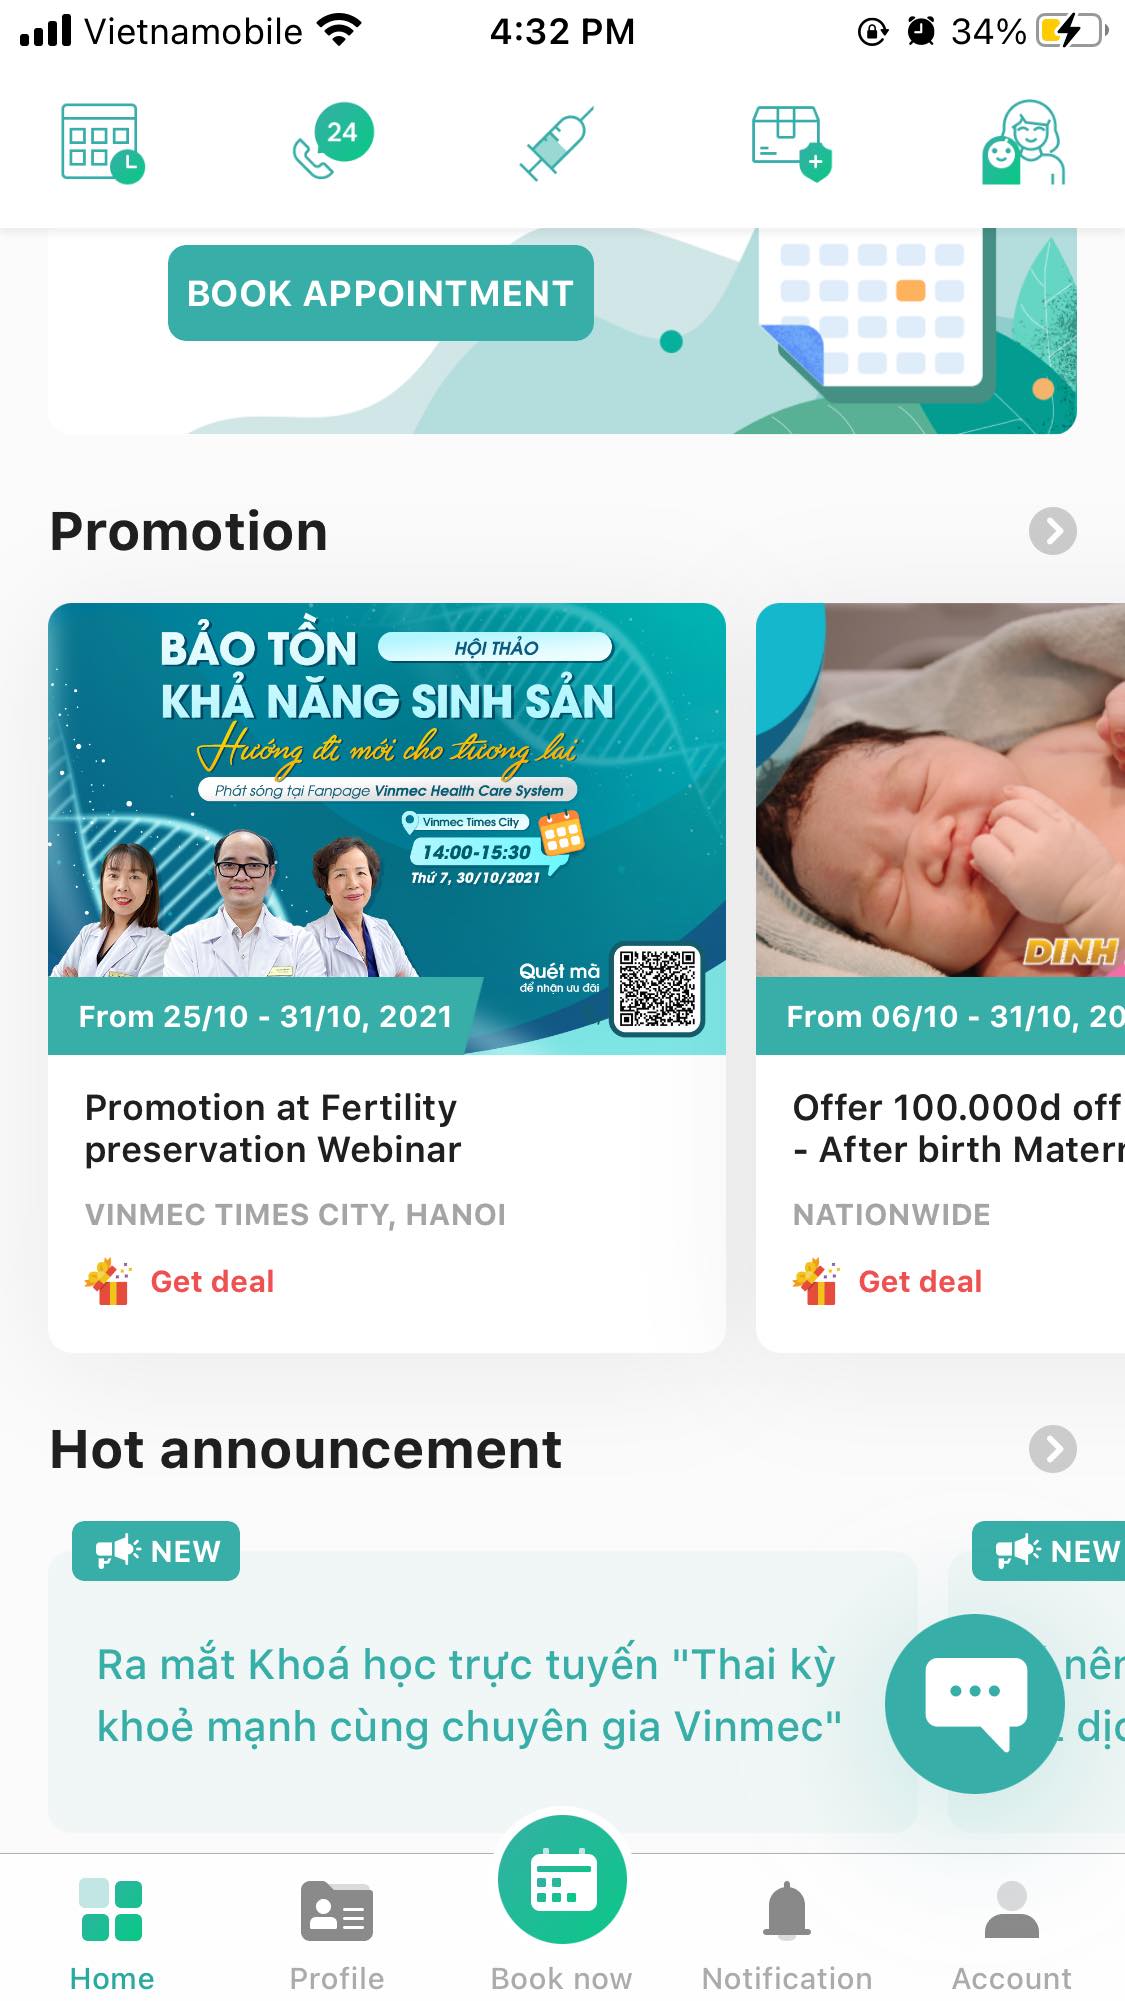 Vietnamobile 4:32 PM 34%
24
BOOK APPOINTMENT
Promotion
BẢO TỒN HỘI THẢO
KHẢ NĂNG SINH SẢN
Hướng đi mới cho tương lai
Phát sóng tại Fanpage Vinmec Health Care System
Vinmec Times City
14:00-15:30
Thứ 7, 30/10/2021
Quét mã
để nhận ưu đãi
From 25/10 - 31/10, 2021
Promotion at Fertility
preservation Webinar
VINMEC TIMES CITY, HANOI
Get deal
DINH
From 06/10 - 31/10, 20
Offer 100.000d off
- After birth Mater
NATIONWIDE
Get deal
Hot announcement
NEW
Ra mắt Khoá học trực tuyến "Thai kỳ
khoẻ mạnh cùng chuyên gia Vinmec"
NEW
Home
Profile
Book now
Notification
Account